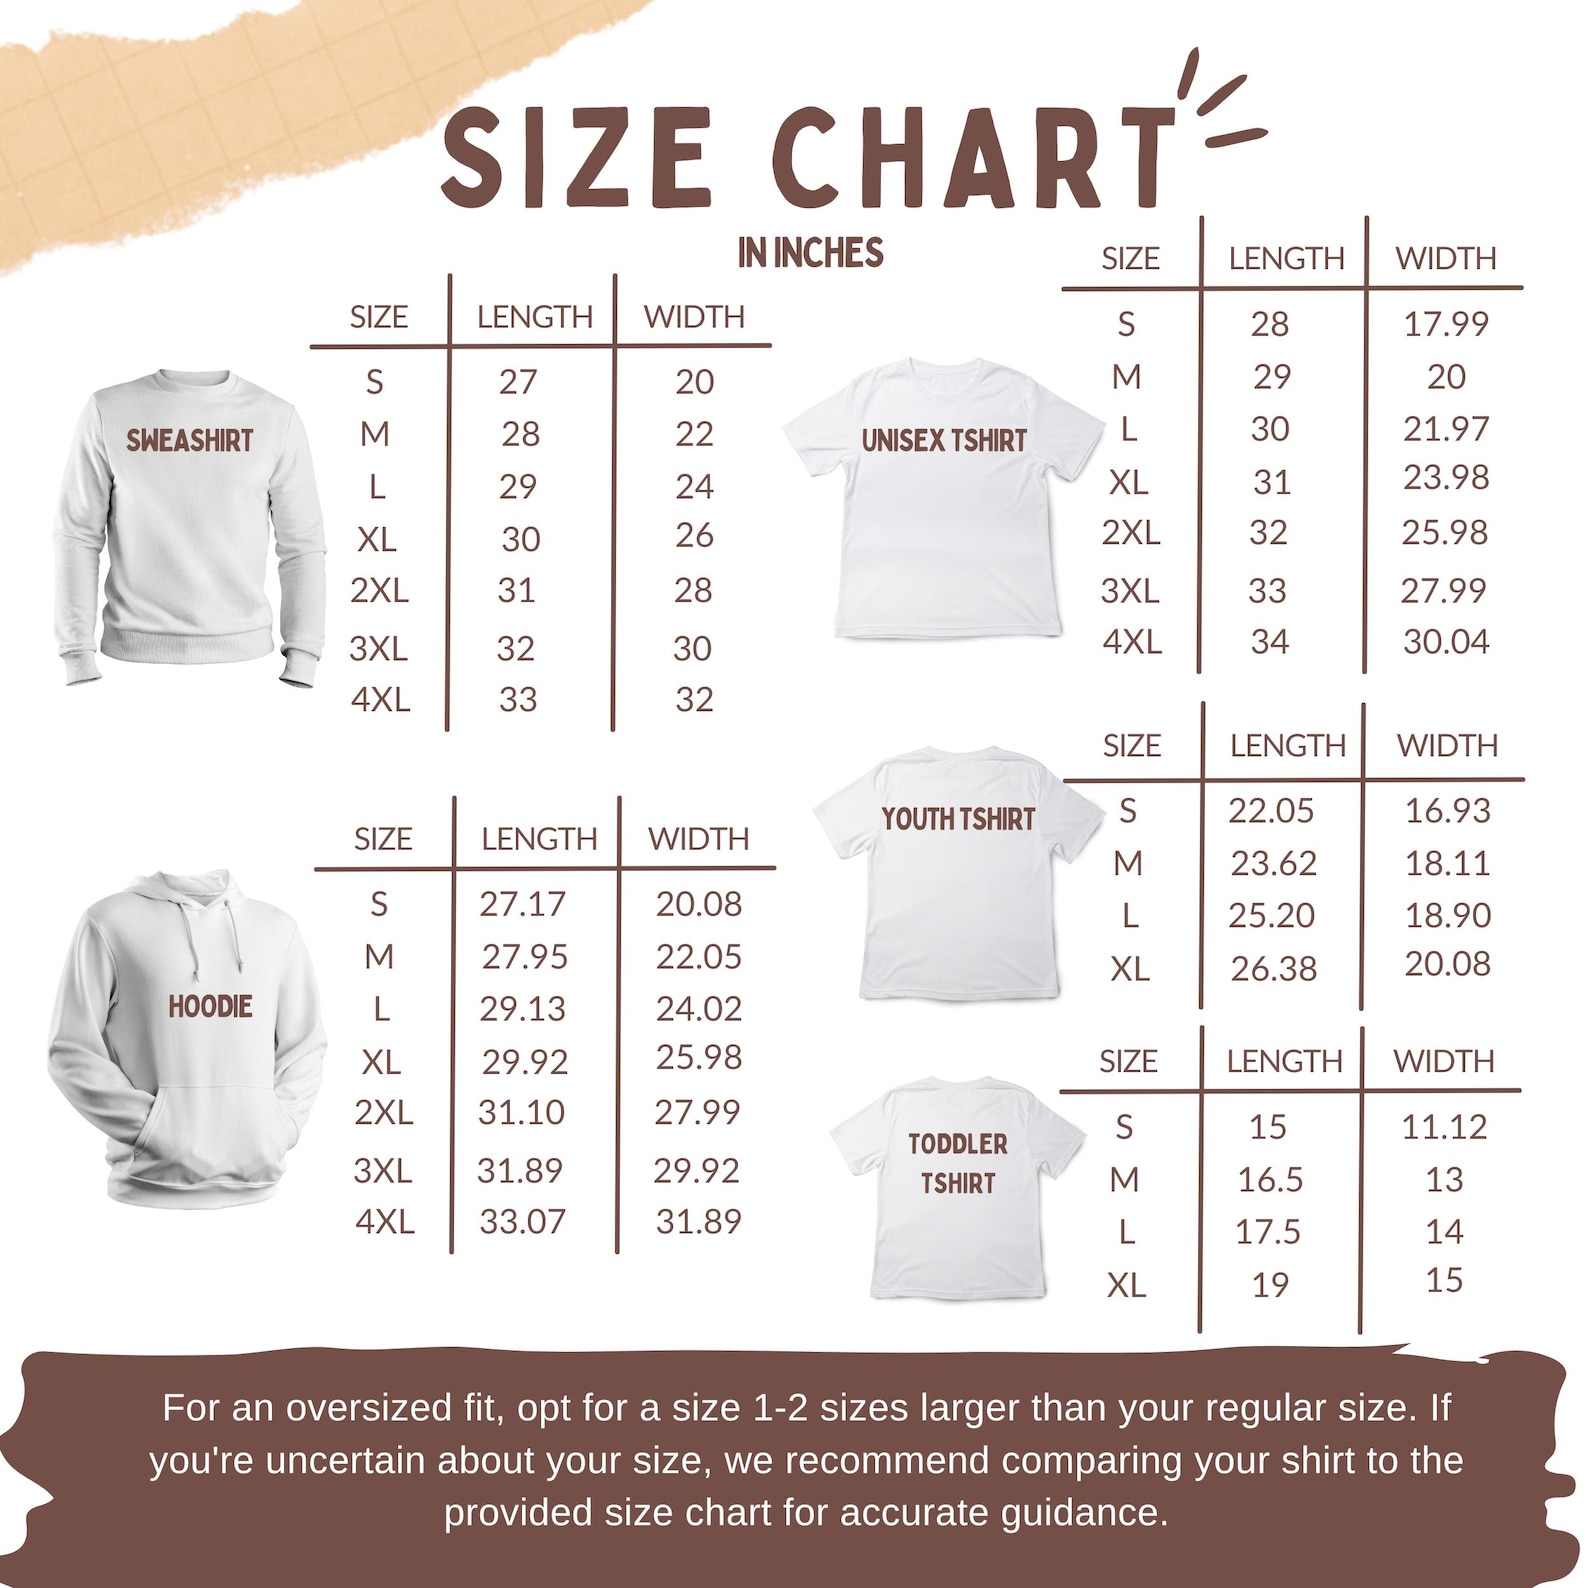 SIZE CHART
IN INCHES
SWEASHIRT
SIZE LENGTH WIDTH
S 27 20
M 28 22
L 29 24
XL 30 26
2XL 31 28
3XL 32 30
4XL 33 32
HOODIE
SIZE LENGTH WIDTH
S 27.17 20.08
M 27.95 22.05
L 29.13 24.02
XL 29.92 25.98
2XL 31.10 27.99
3XL 31.89 29.92
4XL 33.07 31.89
UNISEX TSHIRT
SIZE LENGTH WIDTH
S 28 17.99
M 29 20
L 30 21.97
XL 31 23.98
2XL 32 25.98
3XL 33 27.99
4XL 34 30.04
YOUTH TSHIRT
SIZE LENGTH WIDTH
S 22.05 16.93
M 23.62 18.11
L 25.20 18.90
XL 26.38 20.08
TODDLER
TSHIRT
SIZE LENGTH WIDTH
S 15 11.12
M 16.5 13
L 17.5 14
XL 19 15
For an oversized fit, opt for a size 1-2 sizes larger than your regular size. If
you're uncertain about your size, we recommend comparing your shirt to the
provided size chart for accurate guidance.